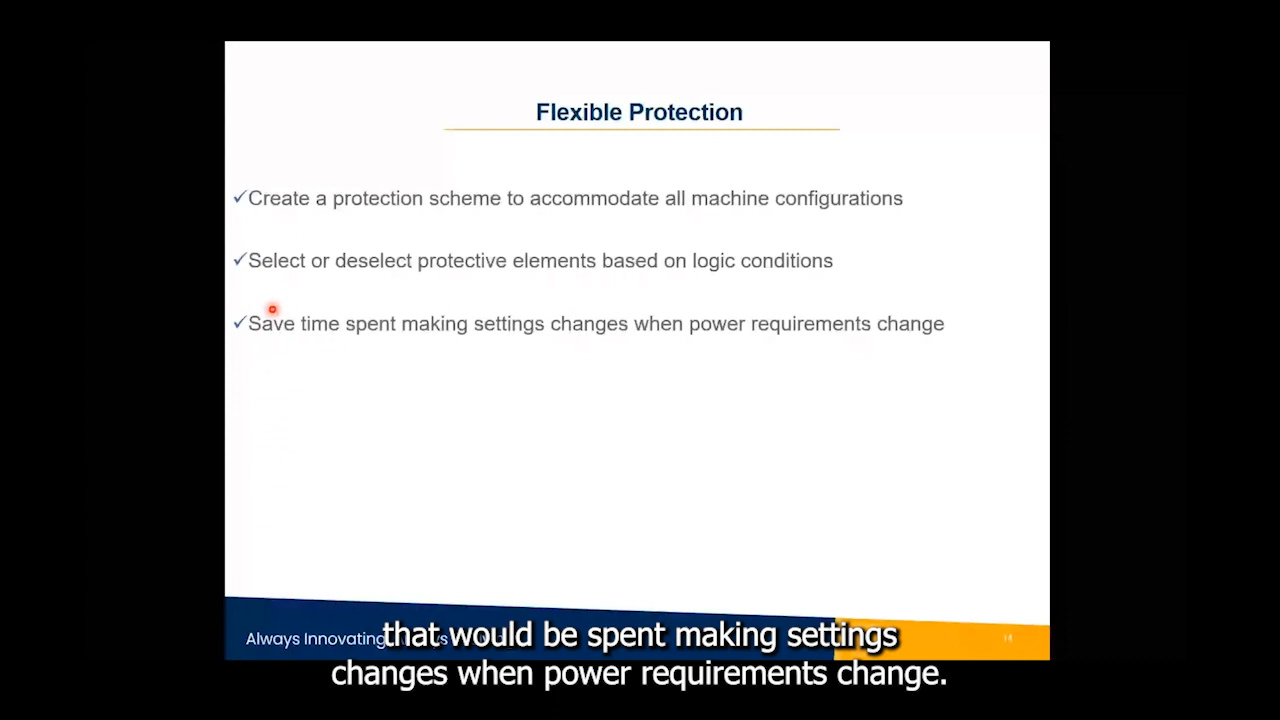 Flexible Protection
✓Create a protection scheme to accommodate all machine configurations
✓Select or deselect protective elements based on logic conditions
✓Save time spent making settings changes when power requirements change
Always Innovating
14
that would be spent making settings
changes when power requirements change.